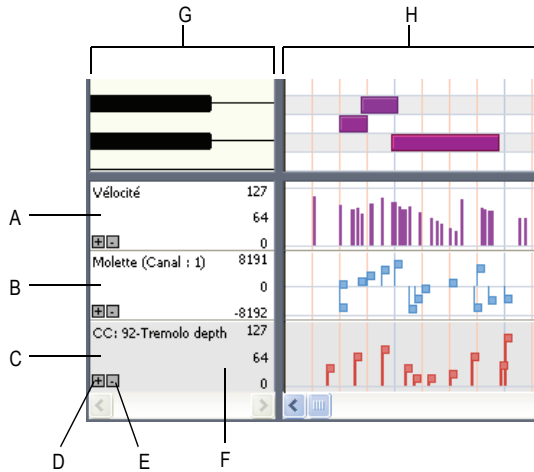 G H
Vélocité 127
A 64
+ - 0
Molette (Canal : 1) 8191
B 0
+ - -8192
CC: 92-Tremolo depth 127
C 64
+ - 0
D E F